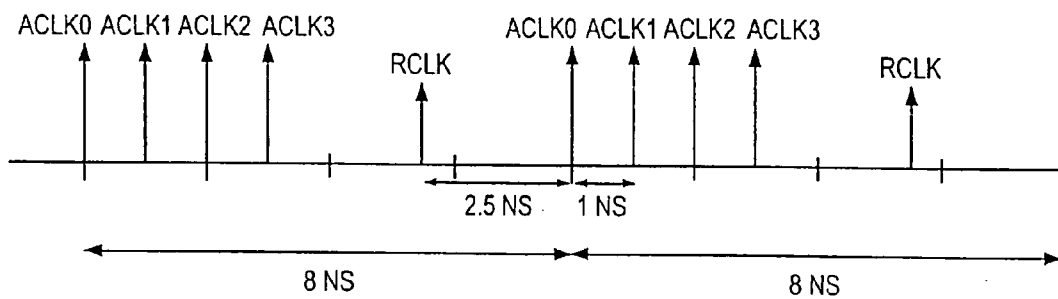 ACLK0 ACLK1 ACLK2 ACLK3 ACLK0 ACLK1 ACLK2 ACLK3
RCLK RCLK
2.5 NS 1 NS
8 NS 8 NS